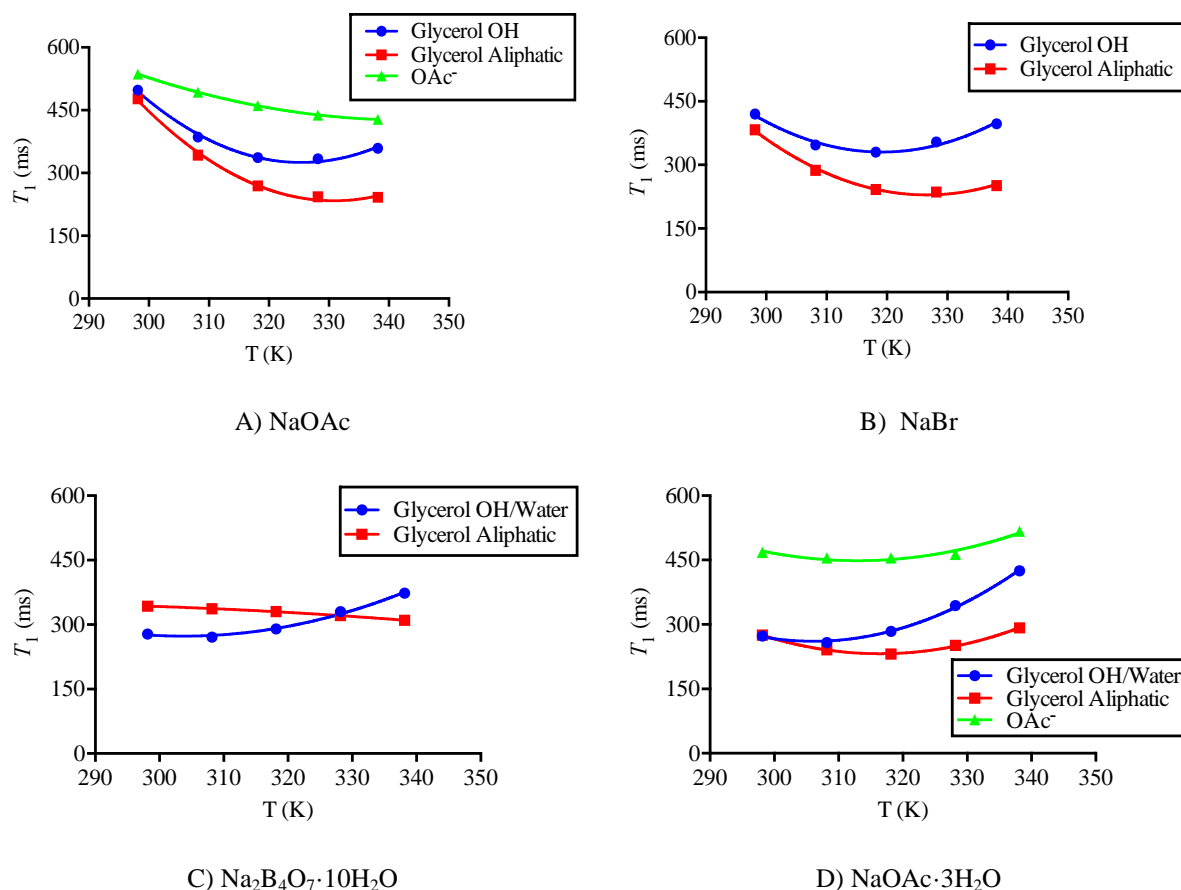 Glycerol OH
Glycerol Aliphatic
OAc⁻
600
450
300
150
0
T₁ (ms)
290 300 310 320 330 340 350
T (K)
A) NaOAc
Glycerol OH
Glycerol Aliphatic
600
450
300
150
0
T₁ (ms)
290 300 310 320 330 340 350
T (K)
B) NaBr
Glycerol OH/Water
Glycerol Aliphatic
600
450
300
150
0
T₁ (ms)
290 300 310 320 330 340 350
T (K)
C) Na₂B₄O₇·10H₂O
600
450
300
150
0
T₁ (ms)
Glycerol OH/Water
Glycerol Aliphatic
OAc⁻
290 300 310 320 330 340 350
T (K)
D) NaOAc·3H₂O